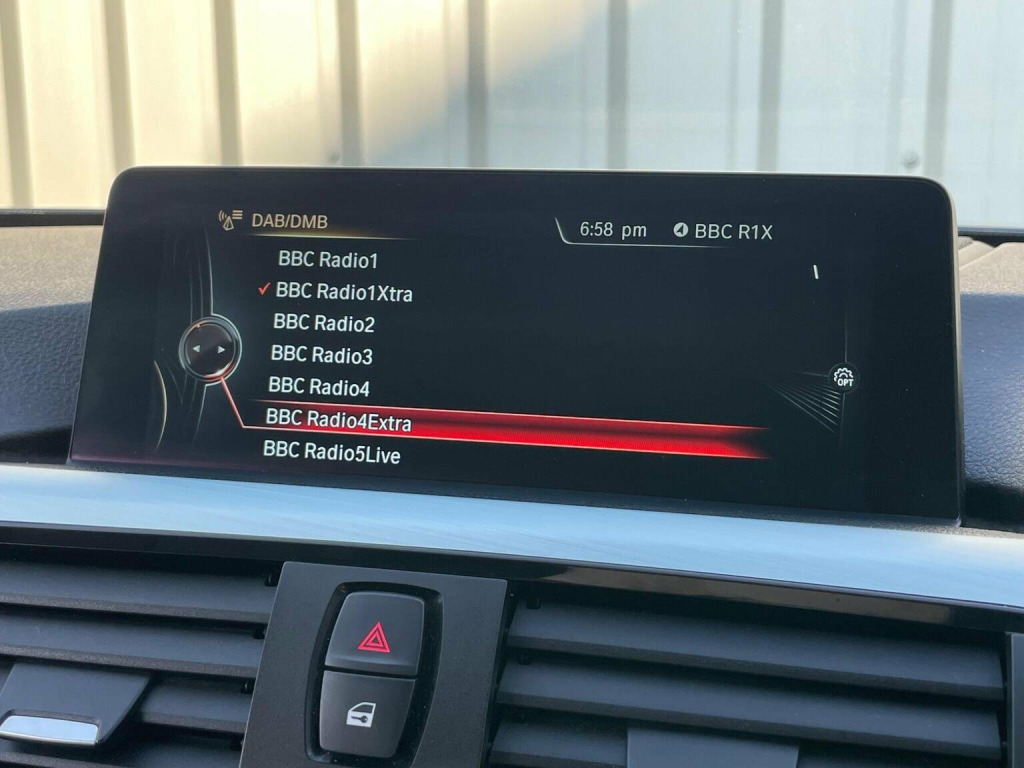 DAB/DMB
6:58 pm BBC R1X
BBC Radio1
BBC Radio1Xtra
BBC Radio2
BBC Radio3
BBC Radio4
OPT
BBC Radio4Extra
BBC Radio5Live